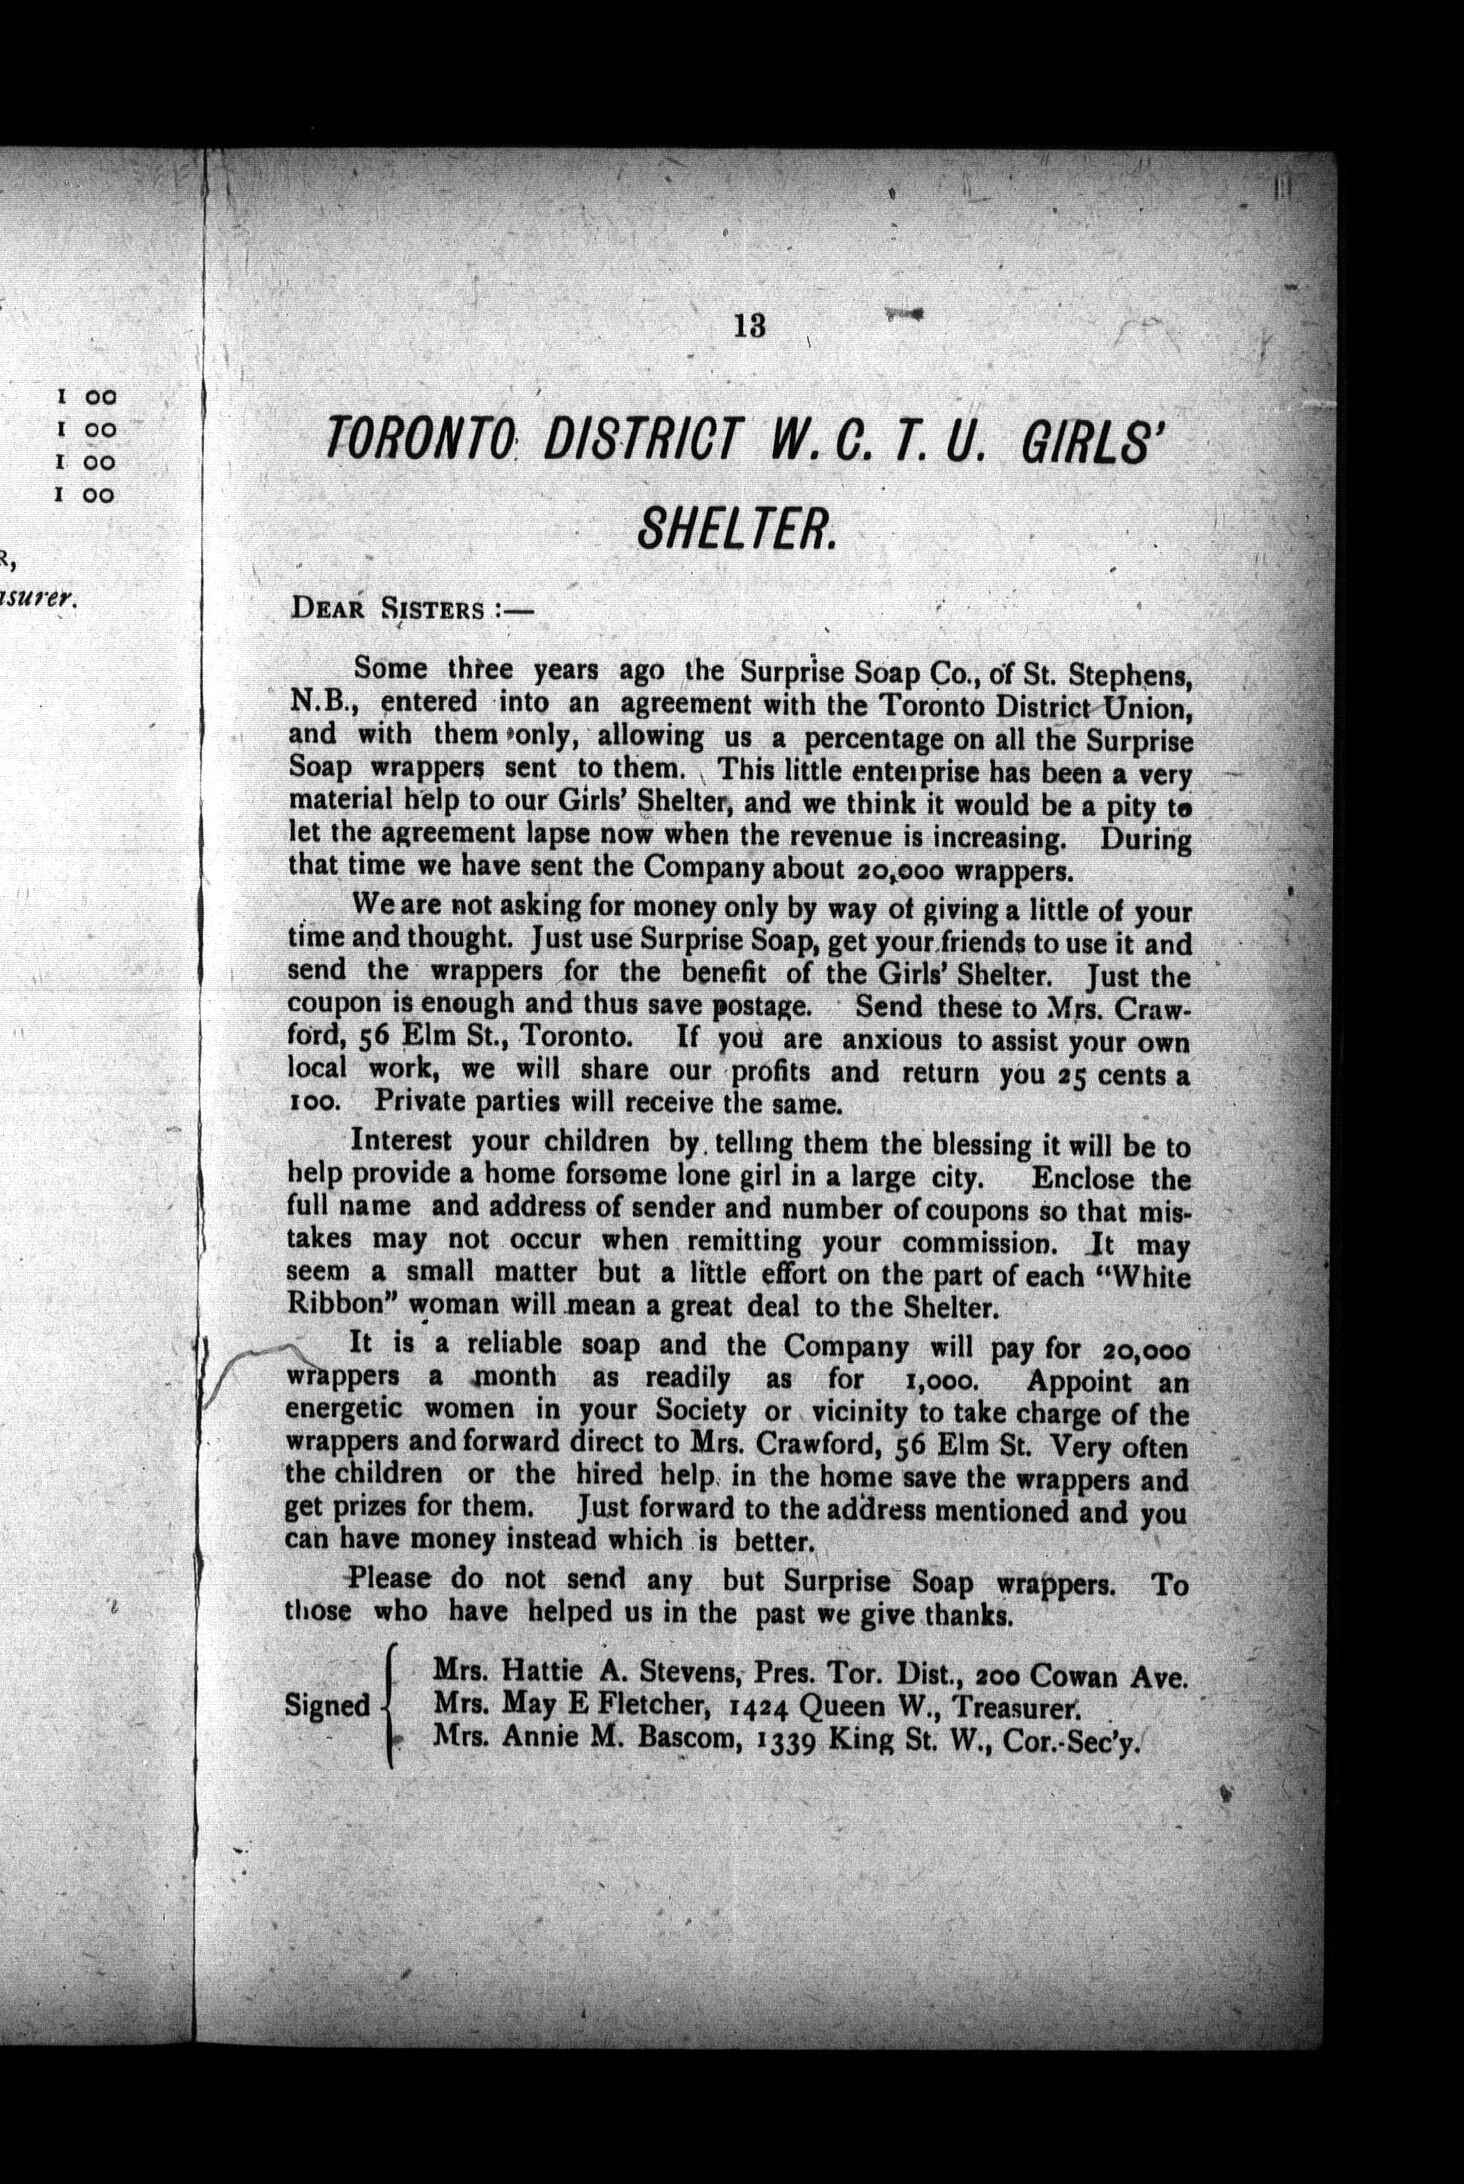 1 00
1 00
1 00
1 00
R,
asurer.
13
TORONTO DISTRICT W. C. T. U. GIRLS'
SHELTER.
DEAR SISTERS :—
Some three years ago the Surprise Soap Co., of St. Stephens,
N.B., entered into an agreement with the Toronto District Union,
and with them only, allowing us a percentage on all the Surprise
Soap wrappers sent to them. This little enterprise has been a very
material help to our Girls' Shelter, and we think it would be a pity to
let the agreement lapse now when the revenue is increasing. During
that time we have sent the Company about 20,000 wrappers.
We are not asking for money only by way of giving a little of your
time and thought. Just use Surprise Soap, get your friends to use it and
send the wrappers for the benefit of the Girls' Shelter. Just the
coupon is enough and thus save postage. Send these to Mrs. Craw-
ford, 56 Elm St., Toronto. If you are anxious to assist your own
local work, we will share our profits and return you 25 cents a
100. Private parties will receive the same.
Interest your children by telling them the blessing it will be to
help provide a home forsome lone girl in a large city. Enclose the
full name and address of sender and number of coupons so that mis-
takes may not occur when remitting your commission. It may
seem a small matter but a little effort on the part of each "White
Ribbon" woman will mean a great deal to the Shelter.
It is a reliable soap and the Company will pay for 20,000
wrappers a month as readily as for 1,000. Appoint an
energetic women in your Society or vicinity to take charge of the
wrappers and forward direct to Mrs. Crawford, 56 Elm St. Very often
the children or the hired help in the home save the wrappers and
get prizes for them. Just forward to the address mentioned and you
can have money instead which is better.
Please do not send any but Surprise Soap wrappers. To
those who have helped us in the past we give thanks.
Mrs. Hattie A. Stevens, Pres. Tor. Dist., 200 Cowan Ave.
Signed { Mrs. May E Fletcher, 1424 Queen W., Treasurer.
Mrs. Annie M. Bascom, 1339 King St. W., Cor.-Sec'y.